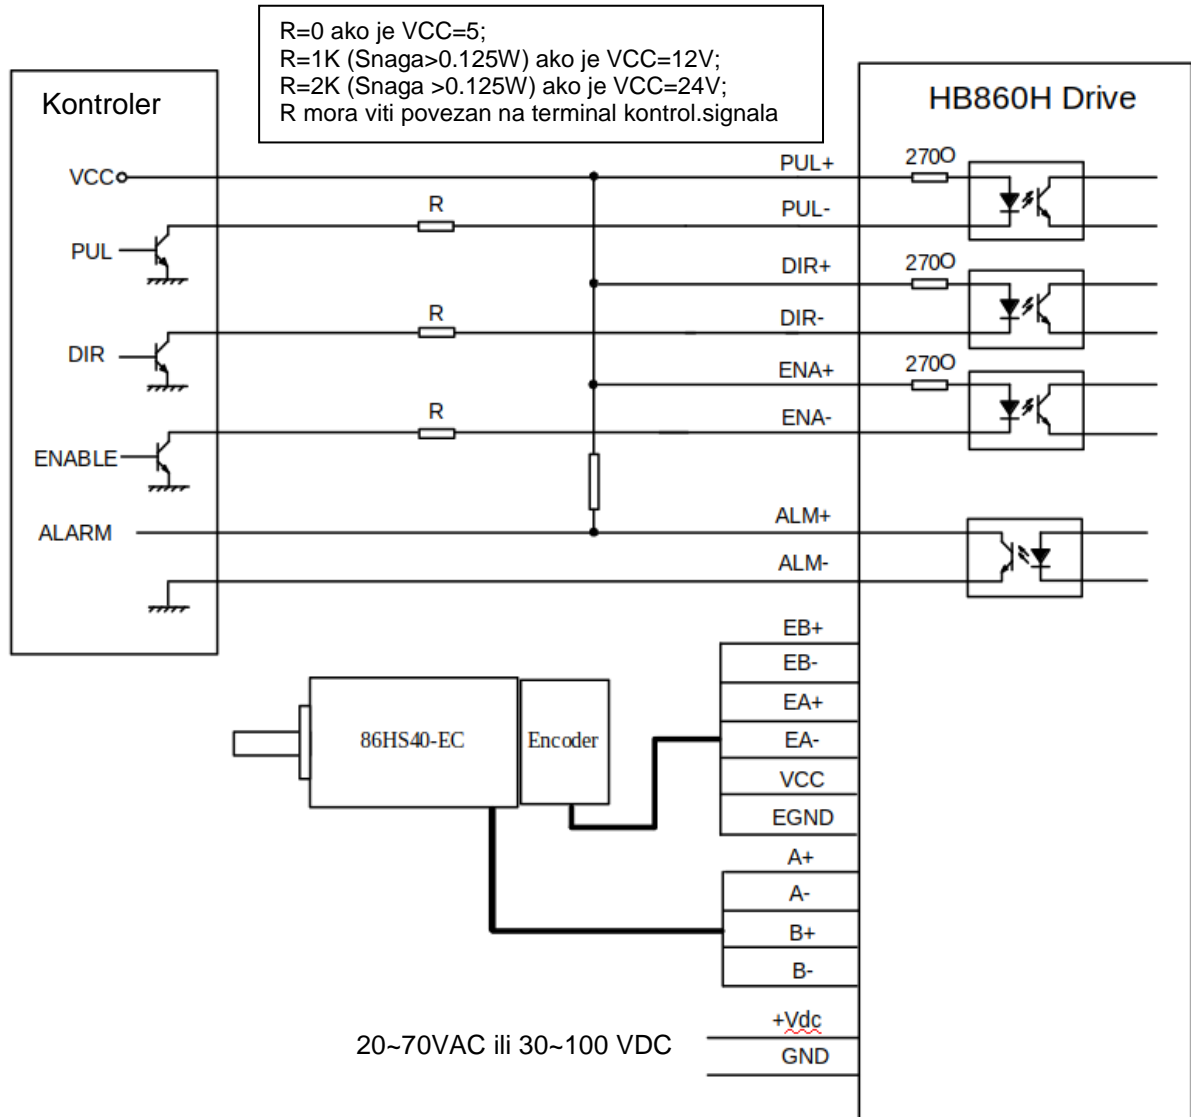 R=0 ako je VCC=5;
R=1K (Snaga>0.125W) ako je VCC=12V;
R=2K (Snaga >0.125W) ako je VCC=24V;
R mora viti povezan na terminal kontrol.signala
Kontroler
HB860H Drive
VCC
PUL+
270O
R
PUL-
PUL
DIR+
270O
R
DIR-
DIR
ENA+
270O
R
ENA-
ENABLE
ALARM
ALM+
ALM-
EB+
EB-
EA+
86HS40-EC
Encoder
EA-
VCC
EGND
A+
A-
B+
B-
+Vdc
20~70VAC ili 30~100 VDC
GND